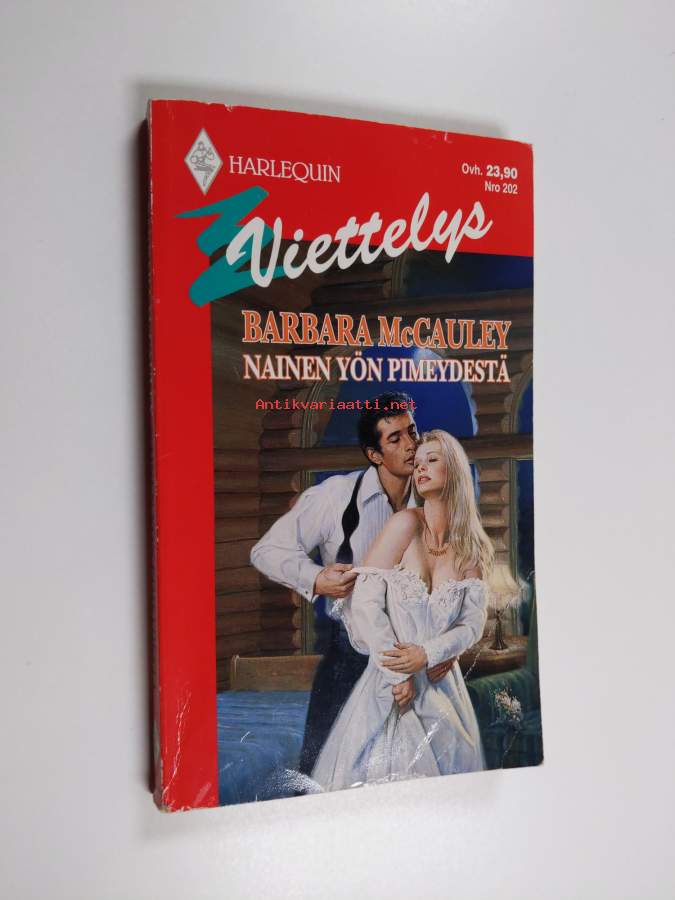 HARLEQUIN
Ovh. 23,90
Nro 202
Viettelys
BARBARA McCAULEY
NAINEN YÖN PIMEYDESTÄ
Antikvariaatti.net